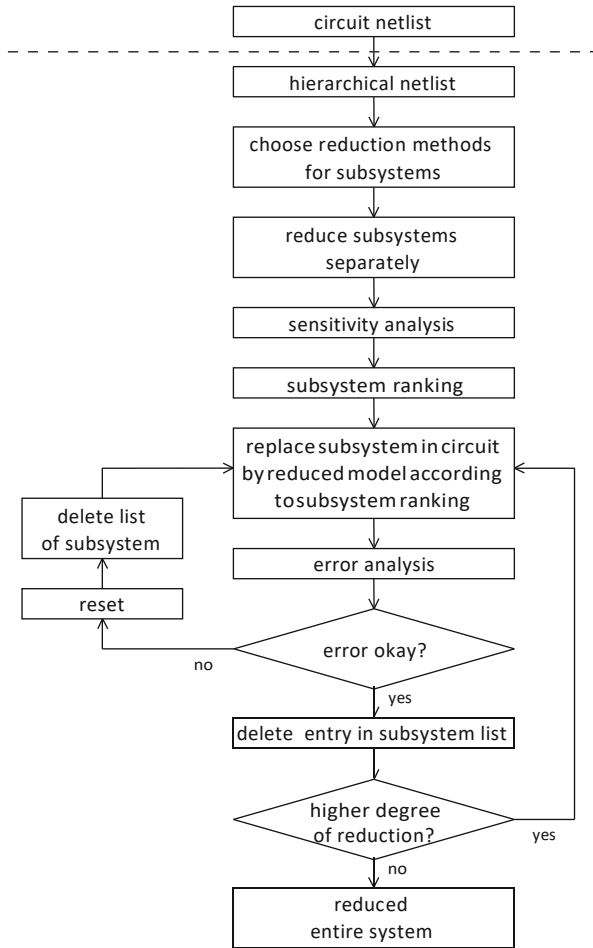 circuit netlist
hierarchical netlist
choose reduction methods
for subsystems
reduce subsystems
separately
sensitivity analysis
subsystem ranking
replace subsystem in circuit
by reduced model according
to subsystem ranking
delete list
of subsystem
error analysis
reset
error okay?
no
yes
delete entry in subsystem list
higher degree
of reduction?
yes
no
reduced
entire system